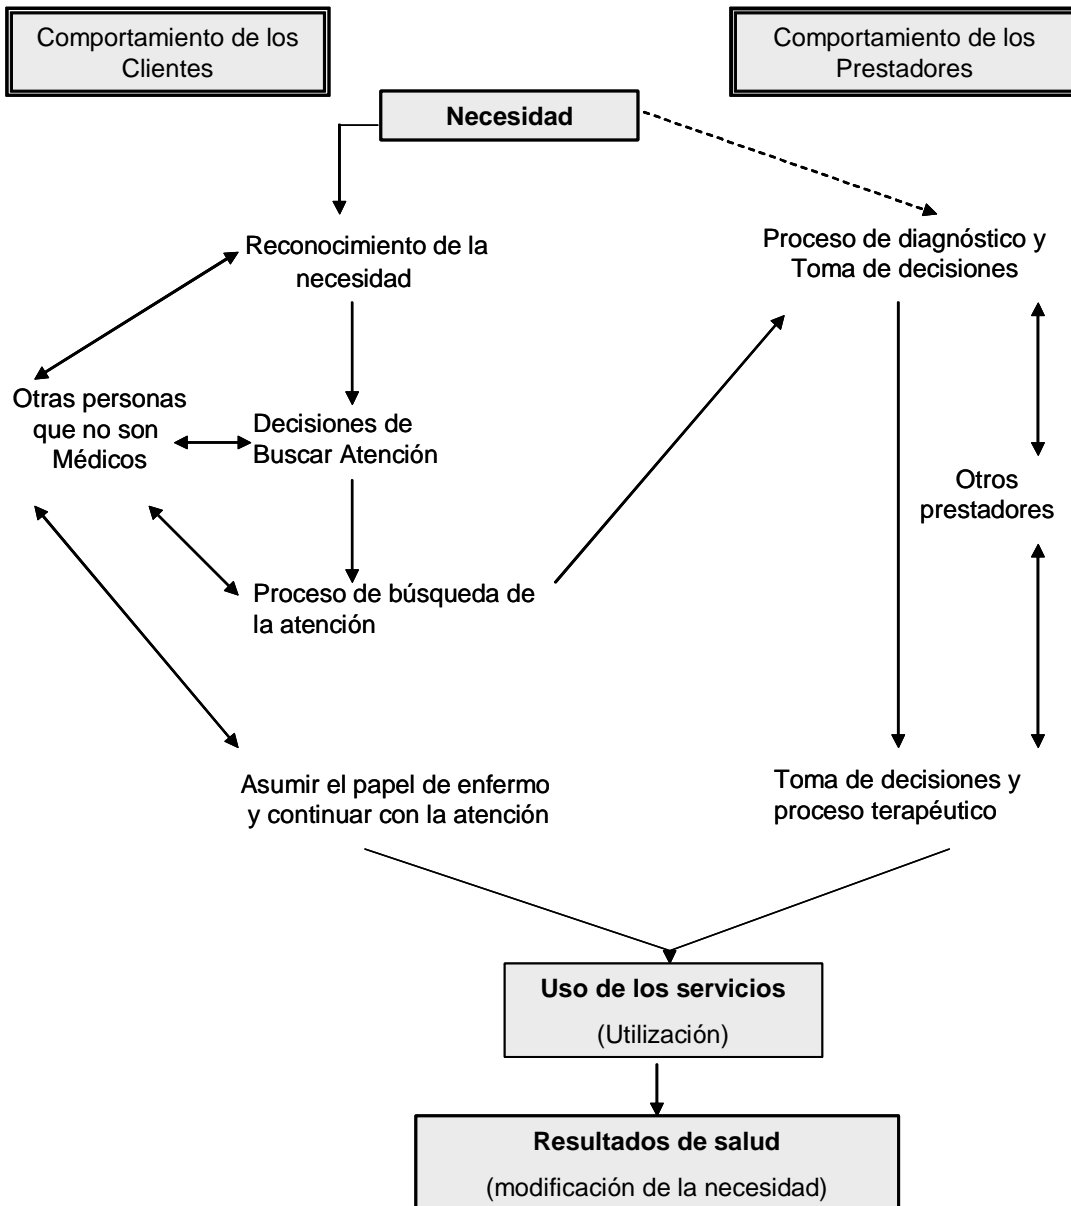 Comportamiento de los
Clientes
Comportamiento de los
Prestadores
Necesidad
Reconocimiento de la
necesidad
Proceso de diagnóstico y
Toma de decisiones
Otras personas
que no son
Médicos
Decisiones de
Buscar Atención
Otros
prestadores
Proceso de búsqueda de
la atención
Asumir el papel de enfermo
y continuar con la atención
Toma de decisiones y
proceso terapéutico
Uso de los servicios
(Utilización)
Resultados de salud
(modificación de la necesidad)